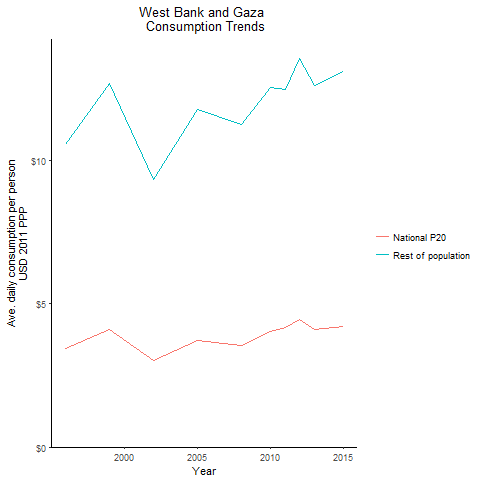 West Bank and Gaza
Consumption Trends
Ave. daily consumption per person
USD 2011 PPP
$10
$5
$0
2000
2005
2010
2015
Year
National P20
Rest of population